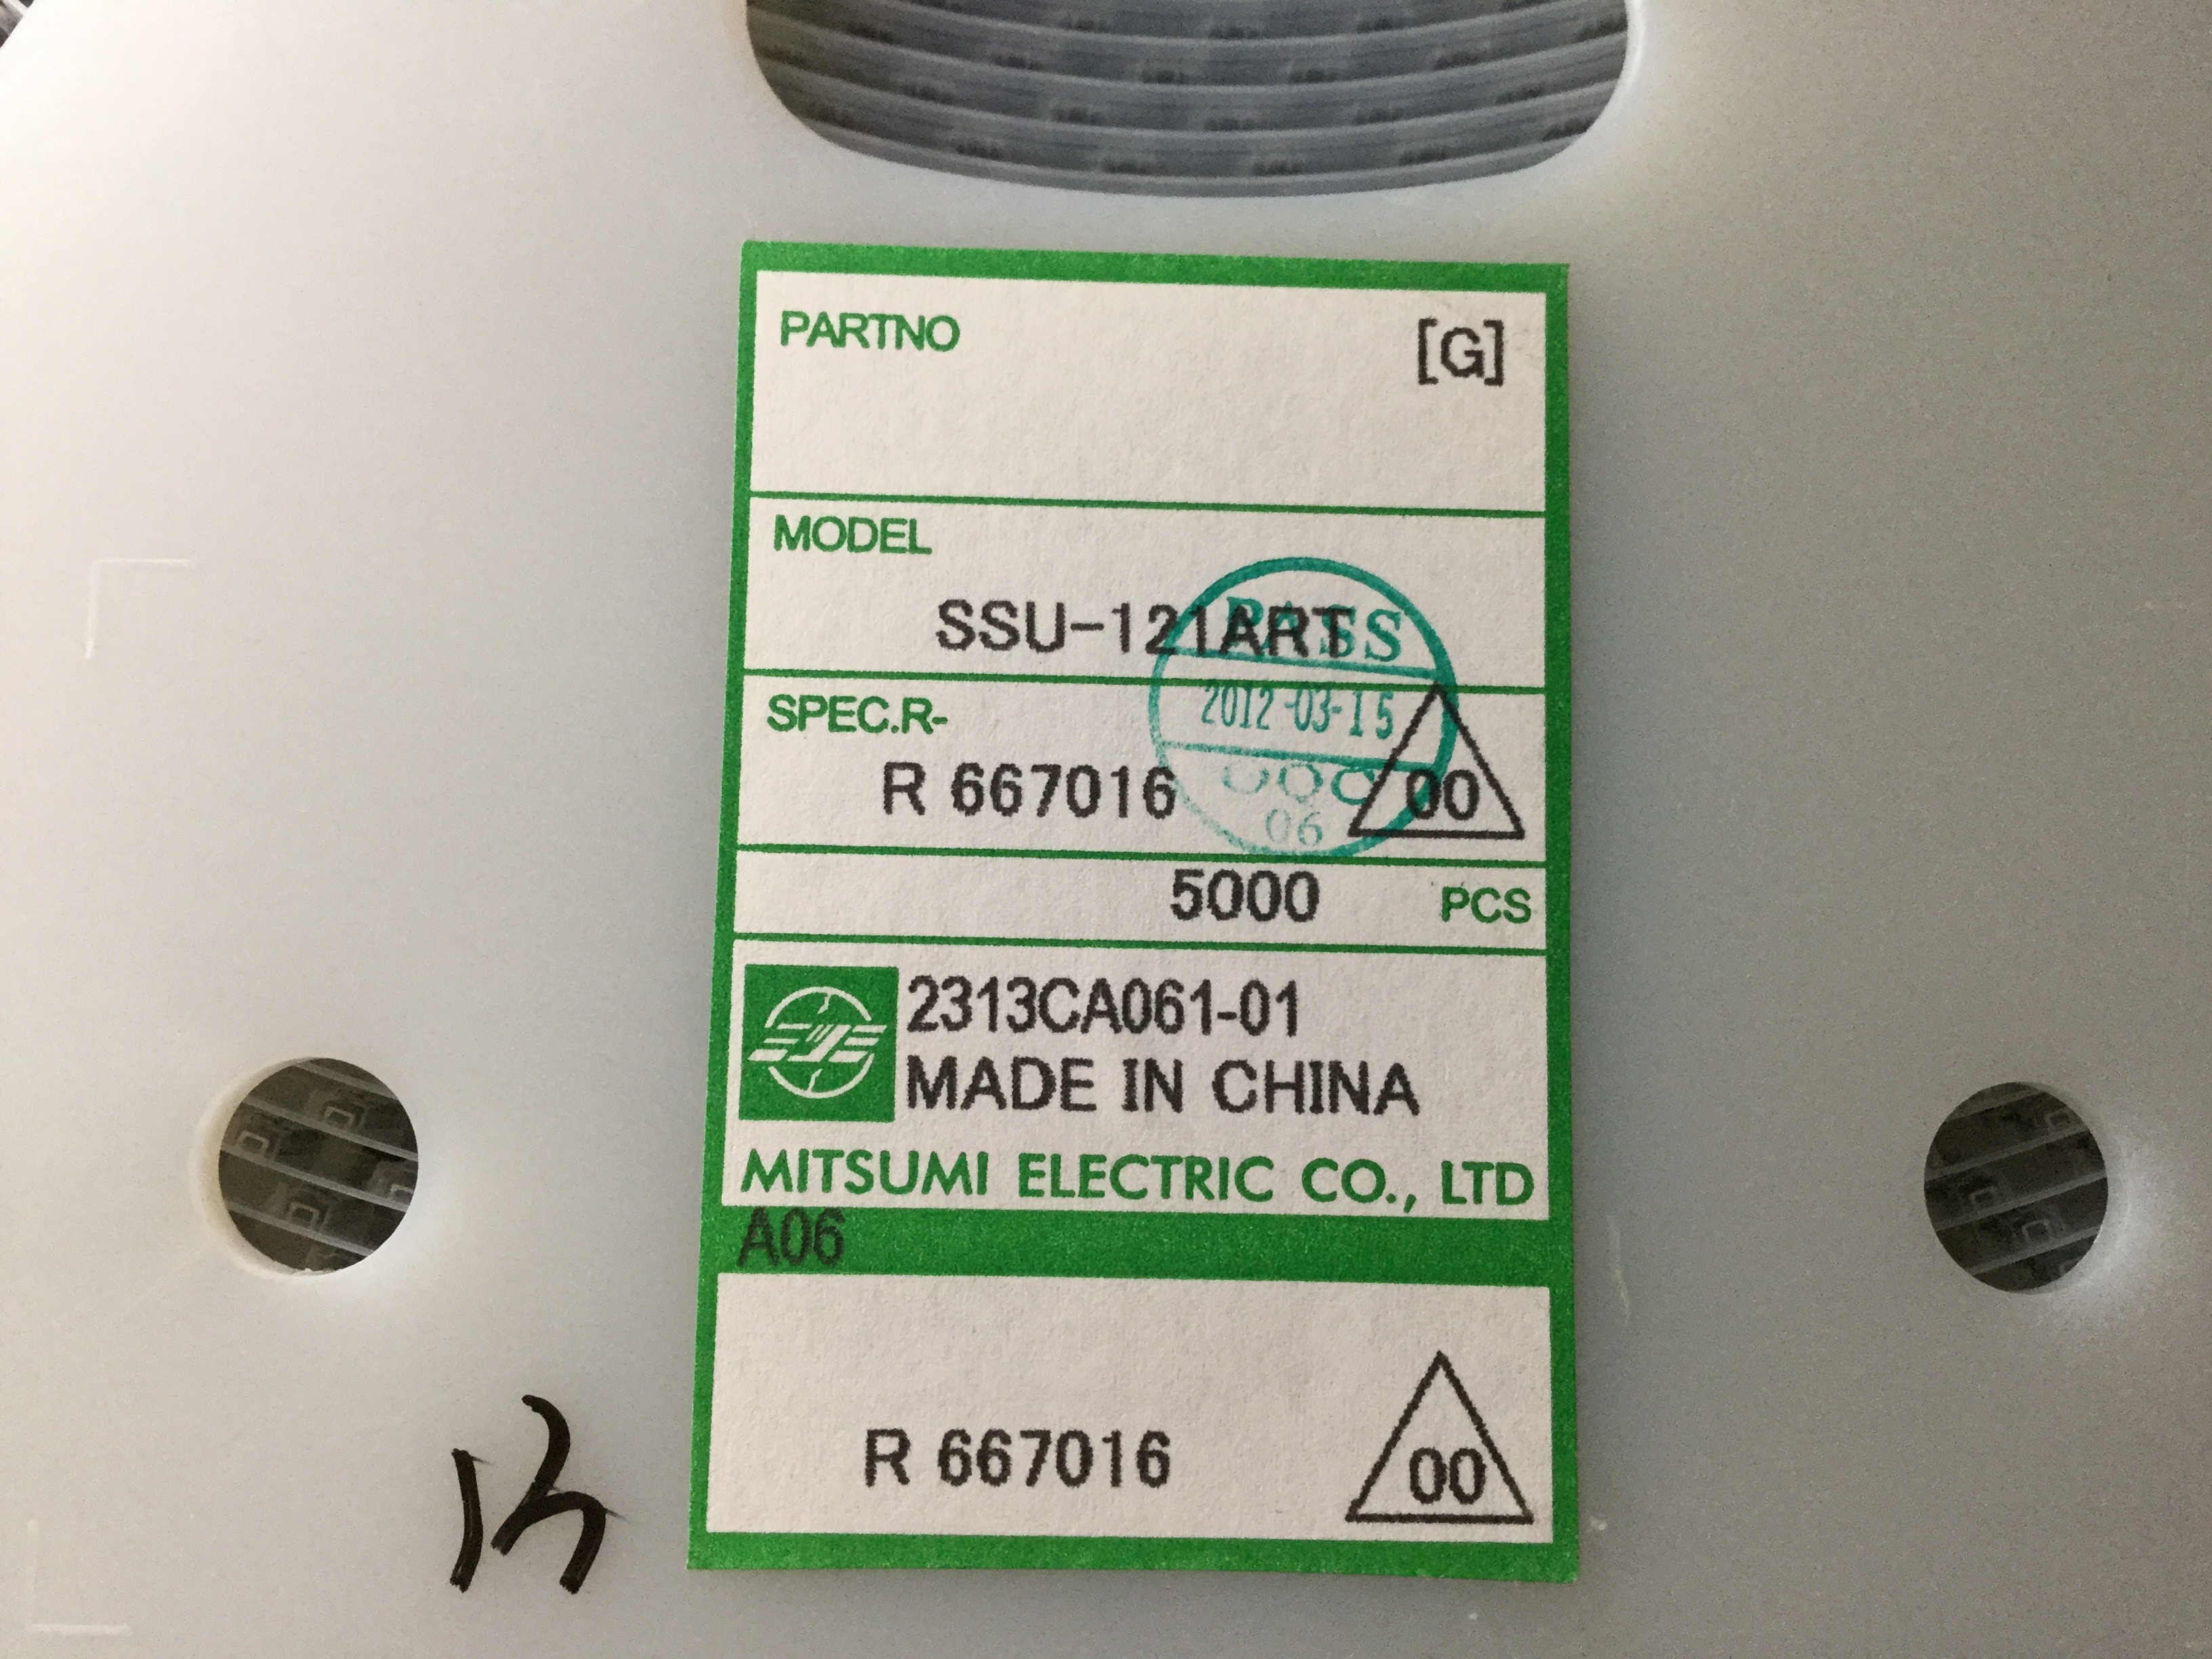 PARTNO
[G]
MODEL
SSU-121ART
PASS
2012-03-15
SPEC.R-
R 667016
00
06
5000 PCS
2313CA061-01
MADE IN CHINA
MITSUMI ELECTRIC CO., LTD
A06
R 667016
00